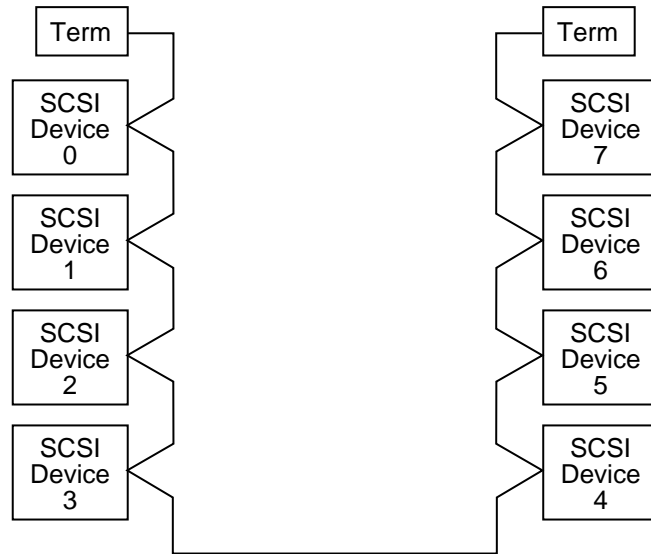 Term
SCSI
Device
0
SCSI
Device
1
SCSI
Device
2
SCSI
Device
3
Term
SCSI
Device
7
SCSI
Device
6
SCSI
Device
5
SCSI
Device
4